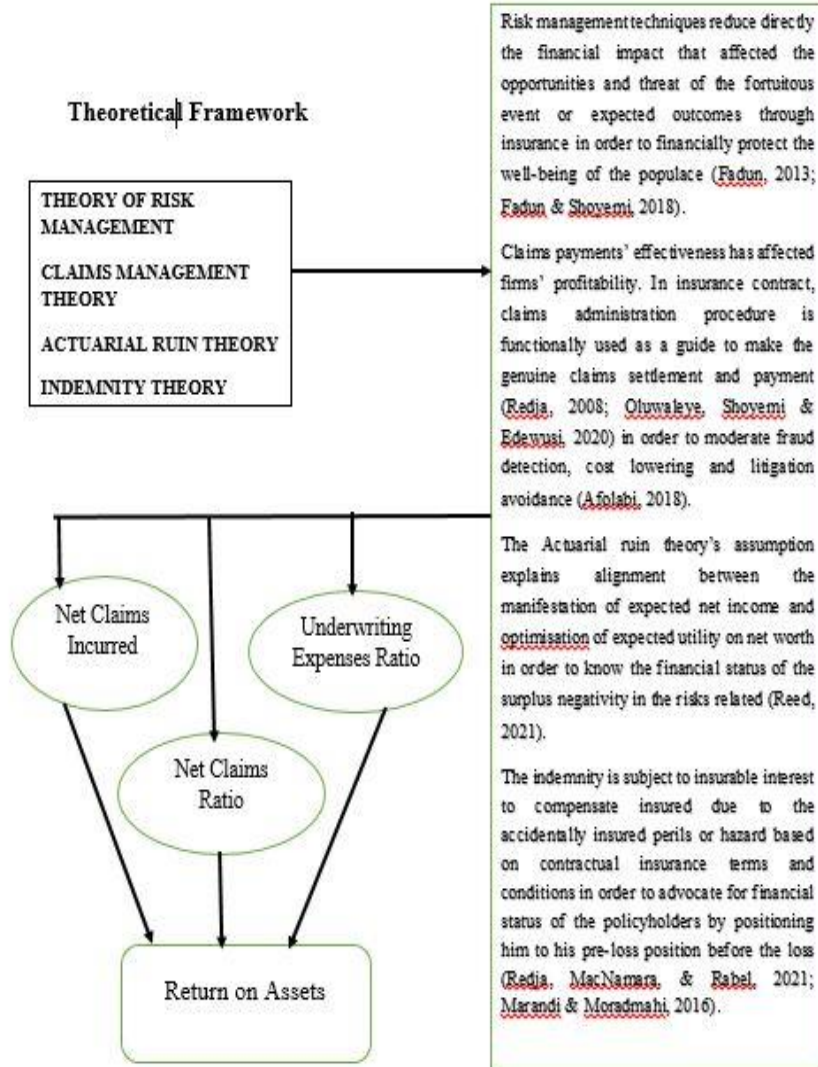 Theoretical Framework
THEORY OF RISK
MANAGEMENT
CLAIMS MANAGEMENT
THEORY
ACTUARIAL RUIN THEORY
INDEMNITY THEORY
Net Claims
Incurred
Underwriting
Expenses Ratio
Net Claims
Ratio
Return on Assets
Risk management techniques reduce directly
the financial impact that affected the
opportunities and threat of the fortuitous
event or expected outcomes through
insurance in order to financially protect the
well-being of the populace (Fadun, 2013;
Fadun & Shoyemi, 2018).
Claims payments' effectiveness has affected
firms' profitability. In insurance contract,
claims administration procedure is
functionally used as a guide to make the
genuine claims settlement and payment
(Redja, 2008; Oluwaleye, Shoyemi &
Edewusi, 2020) in order to moderate fraud
detection, cost lowering and litigation
avoidance (Afolabi, 2018).
The Actuarial ruin theory's assumption
explains alignment between the
manifestation of expected net income and
optimisation of expected utility on net worth
in order to know the financial status of the
surplus negativity in the risks related (Reed,
2021).
The indemnity is subject to insurable interest
to compensate insured due to the
accidentally insured perils or hazard based
on contractual insurance terms and
conditions in order to advocate for financial
status of the policyholders by positioning
him to his pre-loss position before the loss
(Redja, MacNamara, & Rabel, 2021;
Marandi & Moradmahi, 2016).